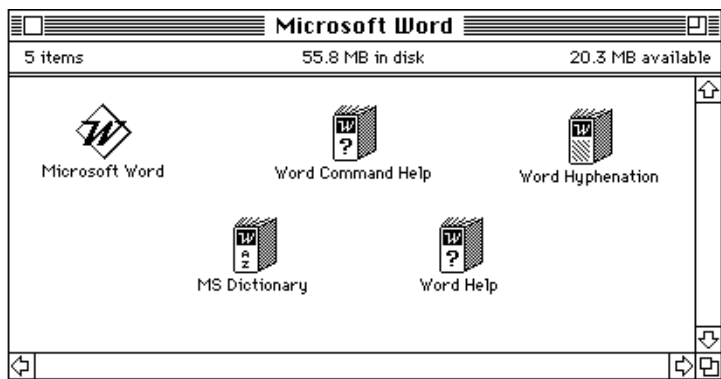 Microsoft Word
5 items 55.8 MB in disk 20.3 MB available
W
W
?
W
Microsoft Word
Word Command Help
Word Hyphenation
W
A
Z
W
?
MS Dictionary
Word Help